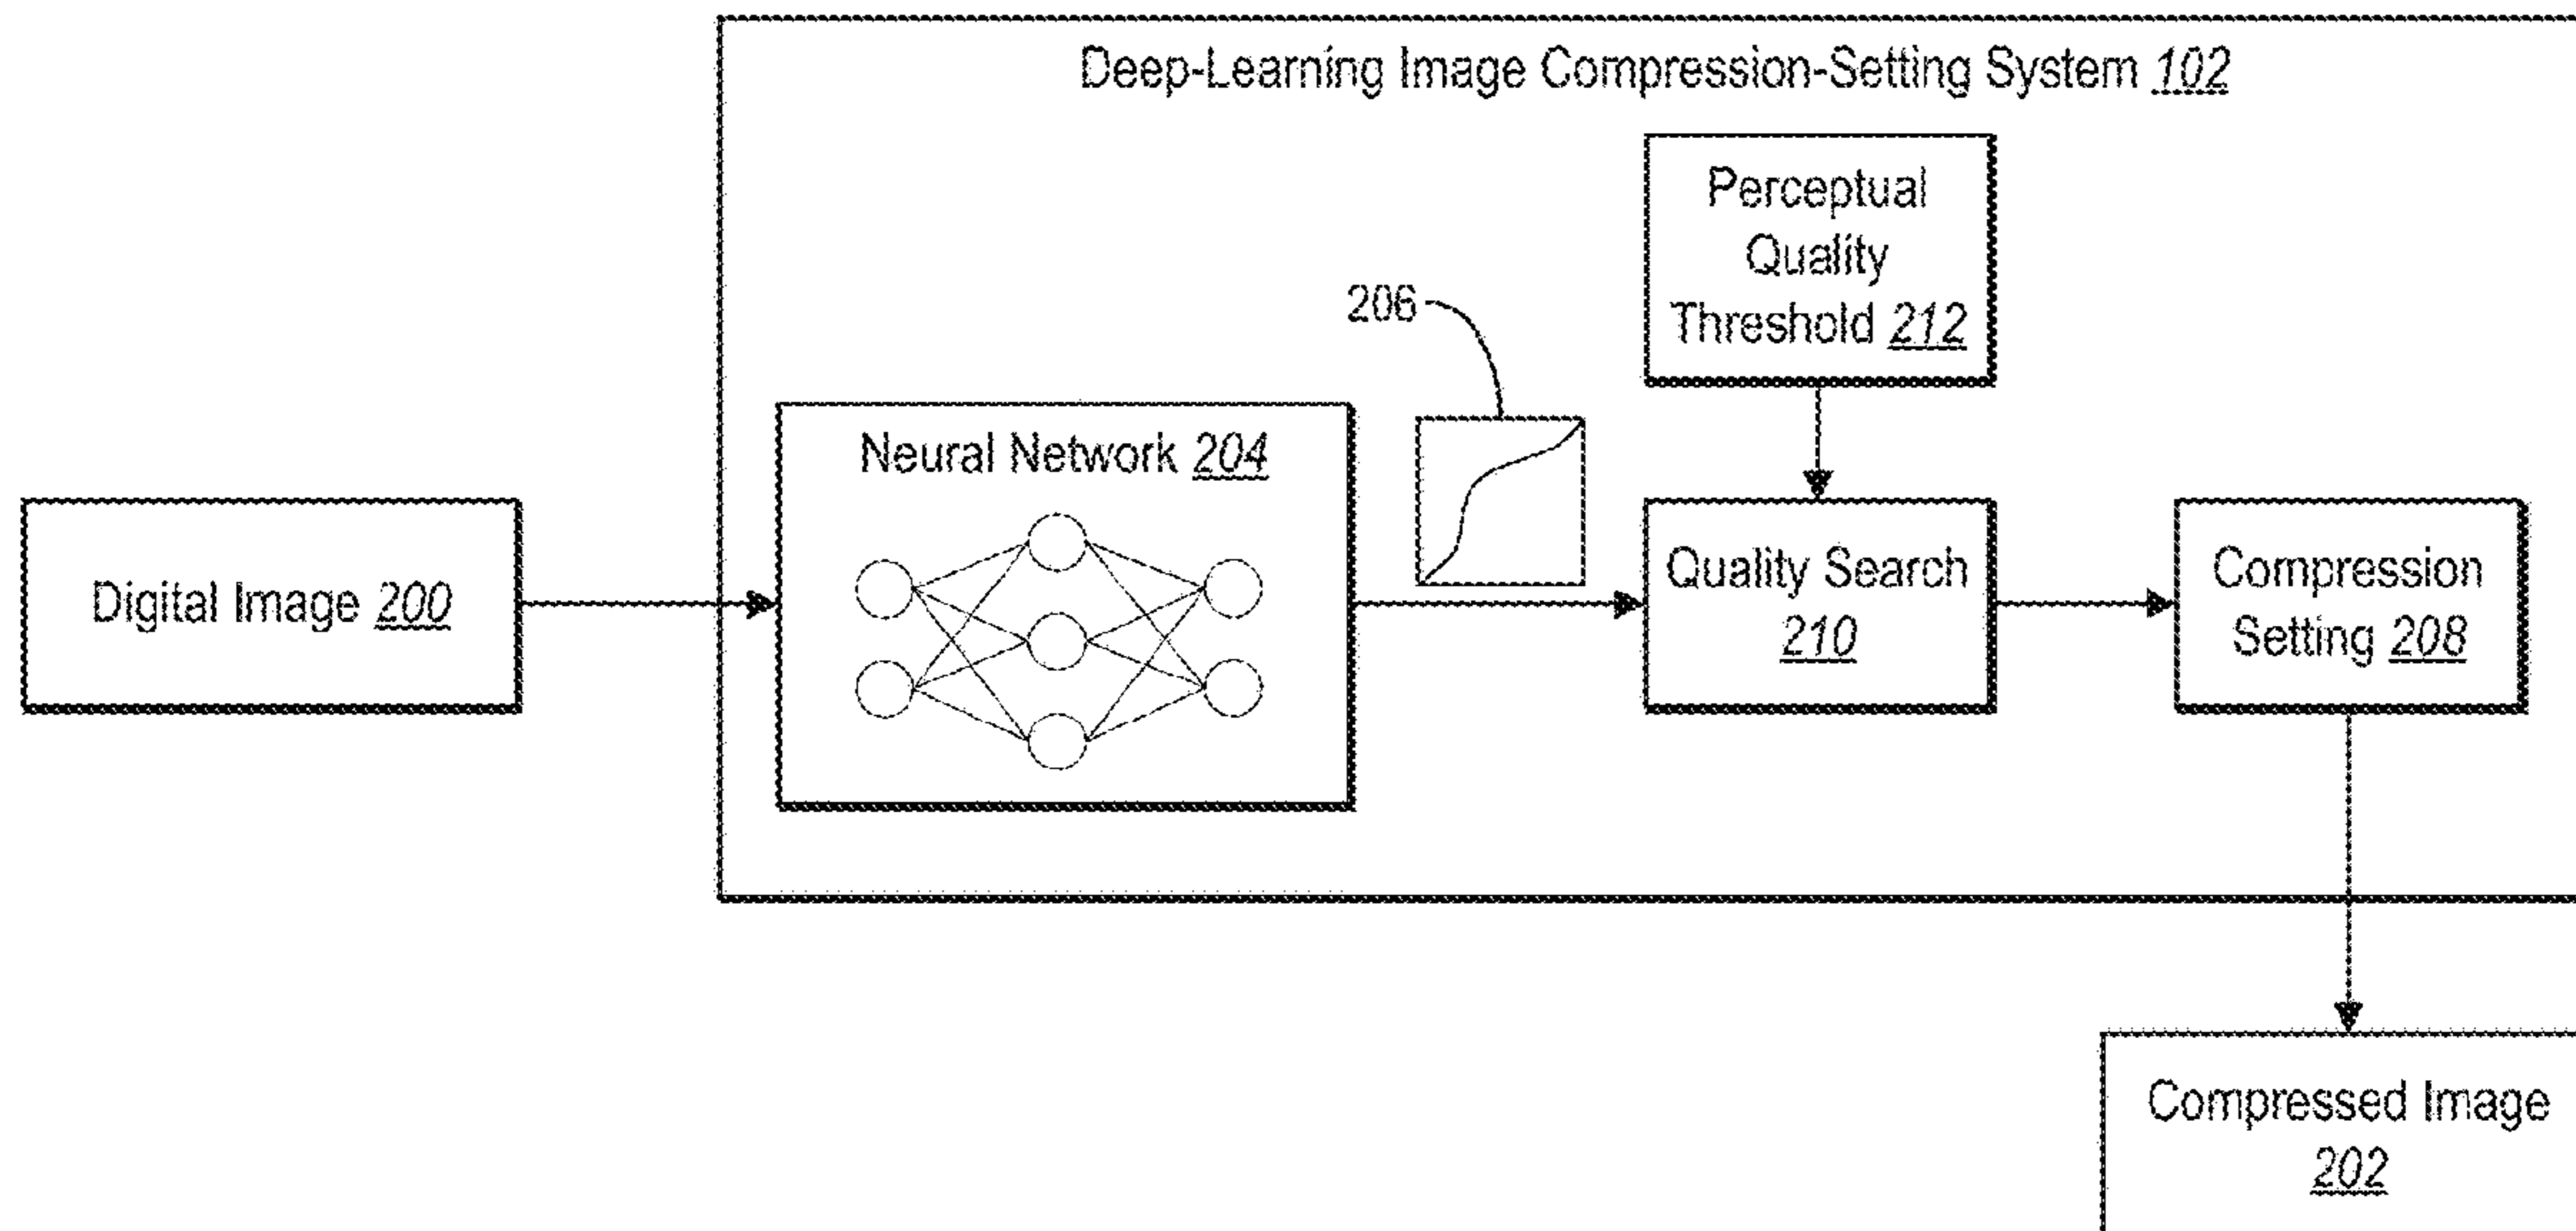 Deep-Learning Image Compression-Setting System 102
Perceptual
Quality
Threshold 212
206
Neural Network 204
Digital Image 200
Quality Search
210
Compression
Setting 208
Compressed Image
202